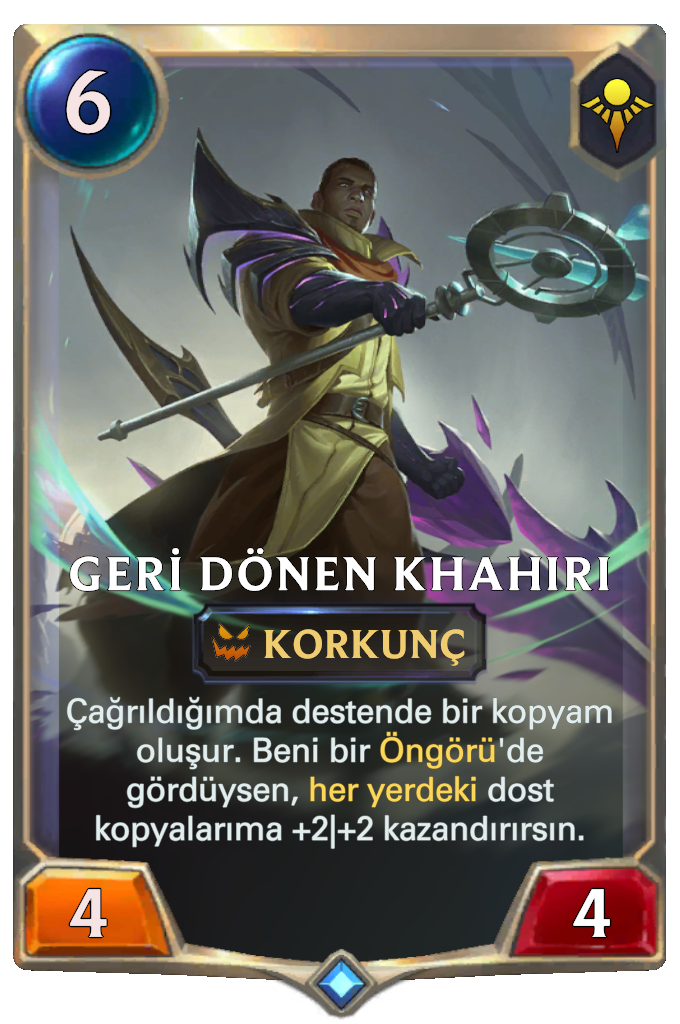 6
GERİ DÖNEN KHAHIRI
KORKUNÇ
Çağrıldığımda destende bir kopyam
oluşur. Beni bir Öngörü'de
gördüysen, her yerdeki dost
kopyalarıma +2|+2 kazandırırsın.
4
4